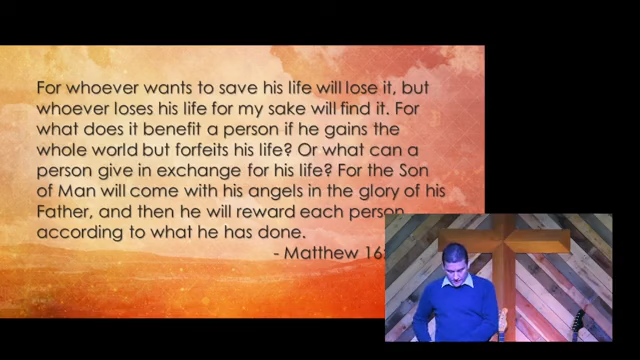 For whoever wants to save his life will lose it, but
whoever loses his life for my sake will find it. For
what does it benefit a person if he gains the
whole world but forfeits his life? Or what can a
person give in exchange for his life? For the Son
of Man will come with his angels in the glory of his
Father, and then he will reward each person
according to what he has done.
- Matthew 16: